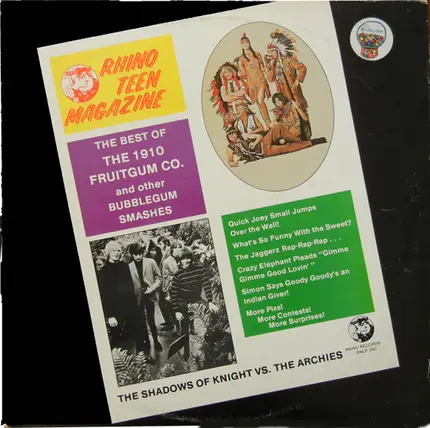 RHINO
TEEN
MAGAZINE
THE BEST OF
THE 1910
FRUITGUM CO.
and other
BUBBLEGUM
SMASHES
Quick Joey Small Jumps
Over the Wall!
What's So Funny With the Sweet?
The Jaggerz Rap-Rap-Rap . . .
Crazy Elephant Pleads "Gimme
Gimme Good Lovin' "
Simon Says Goody Goody's an
Indian Giver!
More Pixs!
More Contests!
More Surprises!
RHINO RECORDS
THE SHADOWS OF KNIGHT VS. THE ARCHIES